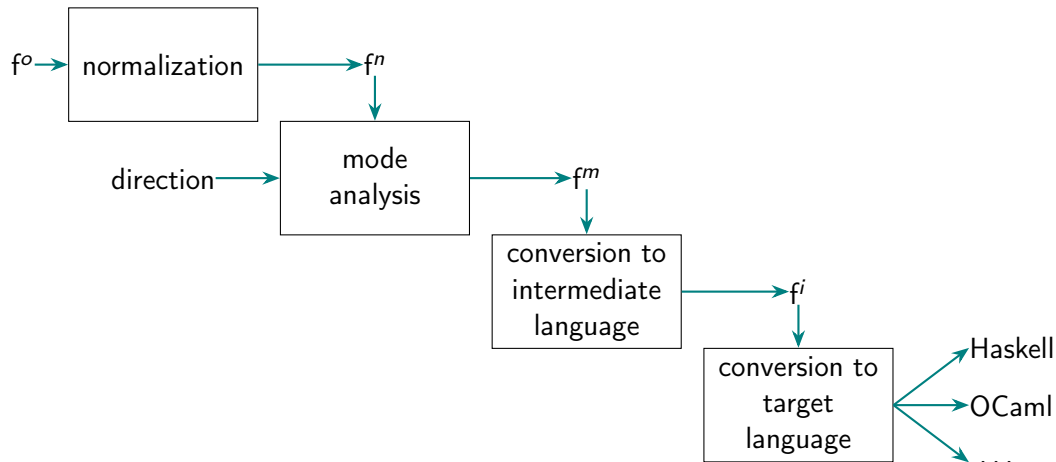 f^o
normalization
f^n
direction
mode
analysis
f^m
conversion to
intermediate
language
f^i
conversion to
target
language
Haskell
OCaml